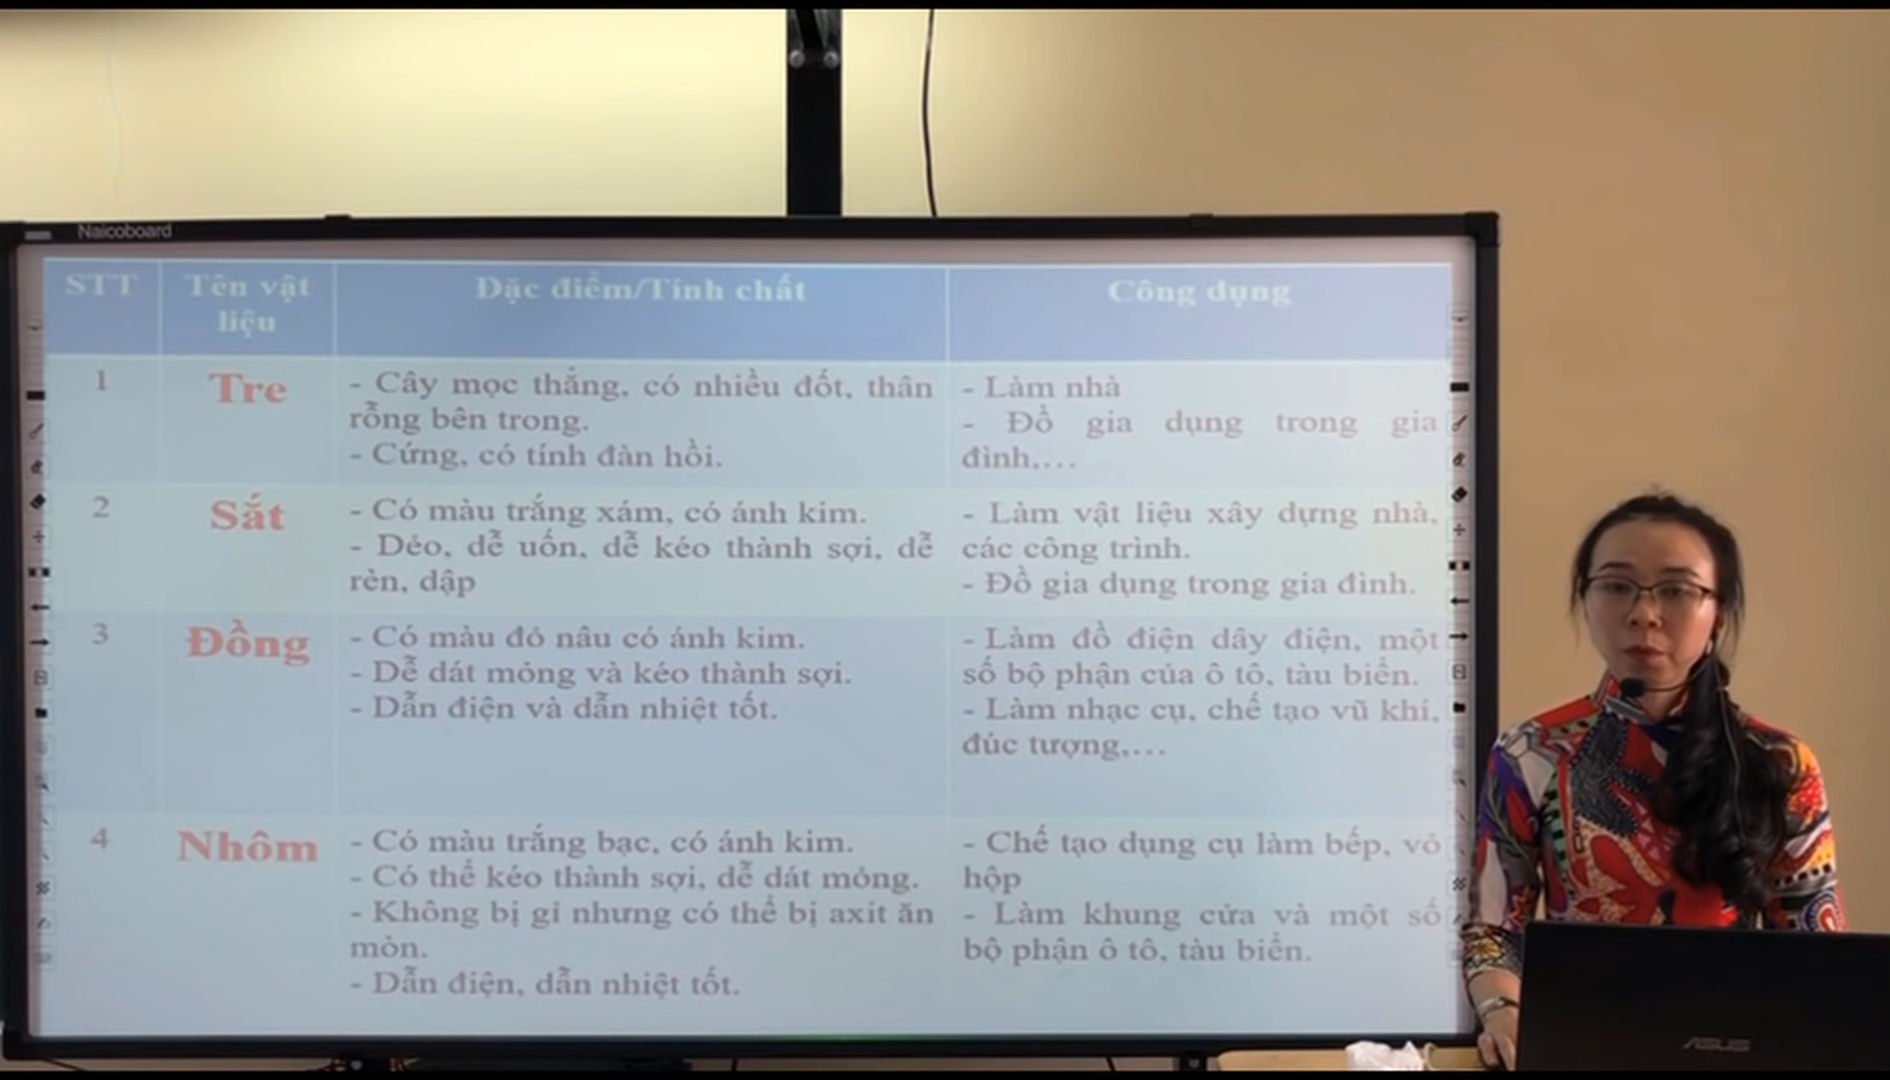 Naicoboard
STT
Tên vật
liệu
Đặc điểm/Tính chất
Công dụng
1
Tre
- Cây mọc thẳng, có nhiều đốt, thân
rỗng bên trong.
- Cứng, có tính đàn hồi.
- Làm nhà
- Đồ gia dụng trong gia
đình,...
2
Sắt
- Có màu trắng xám, có ánh kim.
- Dẻo, dễ uốn, dễ kéo thành sợi, dễ
rèn, dập
- Làm vật liệu xây dựng nhà,
các công trình.
- Đồ gia dụng trong gia đình.
3
Đồng
- Có màu đỏ nâu có ánh kim.
- Dễ dát mỏng và kéo thành sợi.
- Dẫn điện và dẫn nhiệt tốt.
- Làm đồ điện dây điện, một
số bộ phận của ô tô, tàu biển.
- Làm nhạc cụ, chế tạo vũ khí,
đúc tượng,...
4
Nhôm
- Có màu trắng bạc, có ánh kim.
- Có thể kéo thành sợi, dễ dát mỏng.
- Không bị gỉ nhưng có thể bị axit ăn
mòn.
- Dẫn điện, dẫn nhiệt tốt.
- Chế tạo dụng cụ làm bếp, vỏ
hộp
- Làm khung cửa và một số
bộ phận ô tô, tàu biển.
ASUS